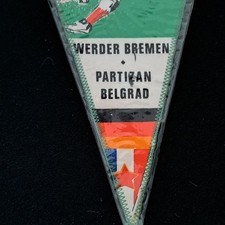 WERDER BREMEN
•
PARTIZAN
BELGRAD